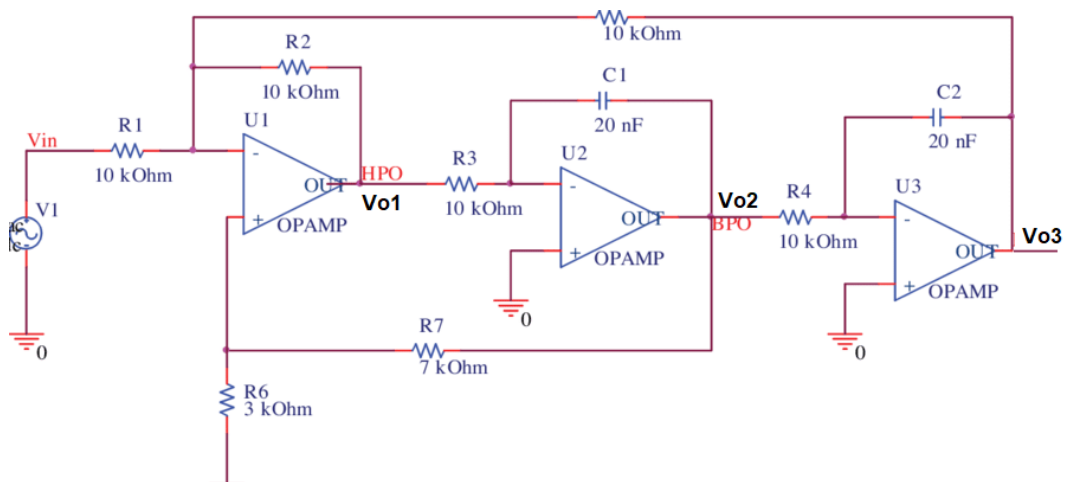 10 kOhm
R2
10 kOhm
C1
20 nF
C2
20 nF
Vin
R1
10 kOhm
U1
-
+
OUT
OPAMP
HPO
Vo1
R3
10 kOhm
U2
-
+
OUT
OPAMP
Vo2
BPO
R4
10 kOhm
U3
-
+
OUT
OPAMP
Vo3
V1
0
0
0
R7
7 kOhm
R6
3 kOhm